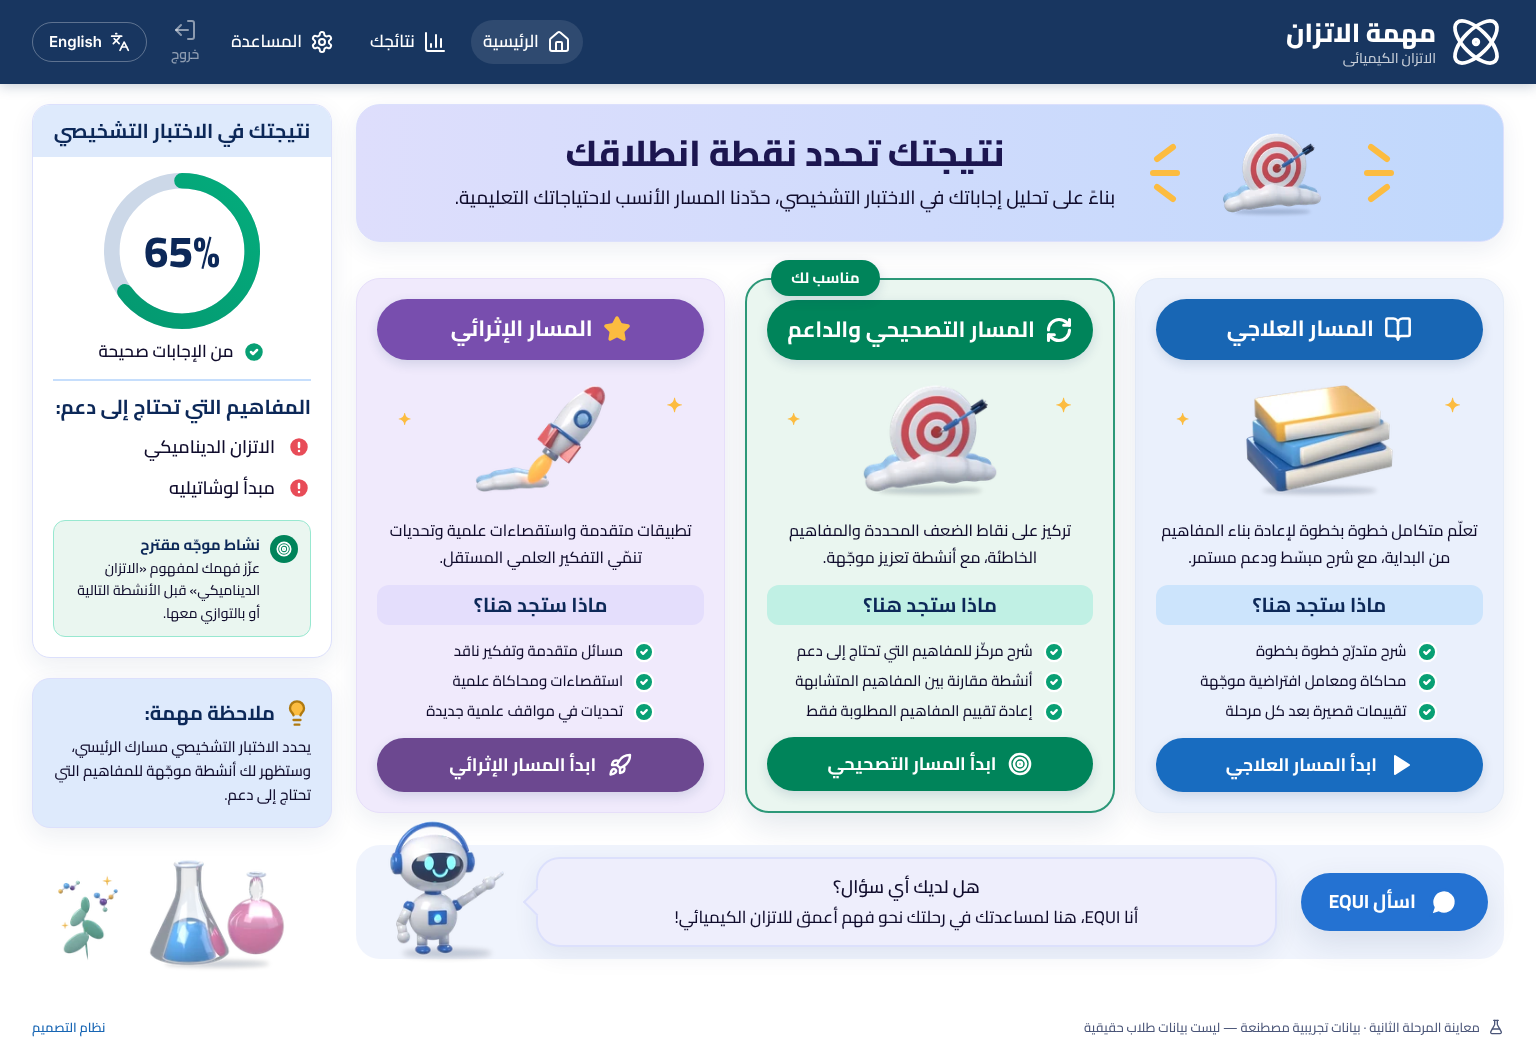 مهمة الاتزان
الاتزان الكيميائي
الرئيسية
نتائجك
المساعدة
خروج
English
نتيجتك تحدد نقطة انطلاقك
بناءً على تحليل إجاباتك في الاختبار التشخيصي، حدّدنا المسار الأنسب لاحتياجاتك التعليمية.
المسار العلاجي
تعلّم متكامل خطوة بخطوة لإعادة بناء المفاهيم
من البداية، مع شرح مبسّط ودعم مستمر.
ماذا ستجد هنا؟
شرح متدرّج خطوة بخطوة
محاكاة ومعامل افتراضية موجّهة
تقييمات قصيرة بعد كل مرحلة
ابدأ المسار العلاجي
مناسب لك
المسار التصحيحي والداعم
تركيز على نقاط الضعف المحددة والمفاهيم
الخاطئة، مع أنشطة تعزيز موجّهة.
ماذا ستجد هنا؟
شرح مركّز للمفاهيم التي تحتاج إلى دعم
أنشطة مقارنة بين المفاهيم المتشابهة
إعادة تقييم المفاهيم المطلوبة فقط
ابدأ المسار التصحيحي
المسار الإثرائي
تطبيقات متقدمة واستقصاءات علمية وتحديات
تنمّي التفكير العلمي المستقل.
ماذا ستجد هنا؟
مسائل متقدمة وتفكير ناقد
استقصاءات ومحاكاة علمية
تحديات في مواقف علمية جديدة
ابدأ المسار الإثرائي
نتيجتك في الاختبار التشخيصي
65%
من الإجابات صحيحة
المفاهيم التي تحتاج إلى دعم:
الاتزان الديناميكي
مبدأ لوشاتيليه
نشاط موجّه مقترح
عزّز فهمك لمفهوم «الاتزان
الديناميكي» قبل الأنشطة التالية
أو بالتوازي معها.
ملاحظة مهمة:
يحدد الاختبار التشخيصي مسارك الرئيسي،
وستظهر لك أنشطة موجّهة للمفاهيم التي
تحتاج إلى دعم.
اسأل EQUI
هل لديك أي سؤال؟
أنا EQUI، هنا لمساعدتك في رحلتك نحو فهم أعمق للاتزان الكيميائي!
معاينة المرحلة الثانية · بيانات تجريبية مصطنعة — ليست بيانات طلاب حقيقية
نظام التصميم